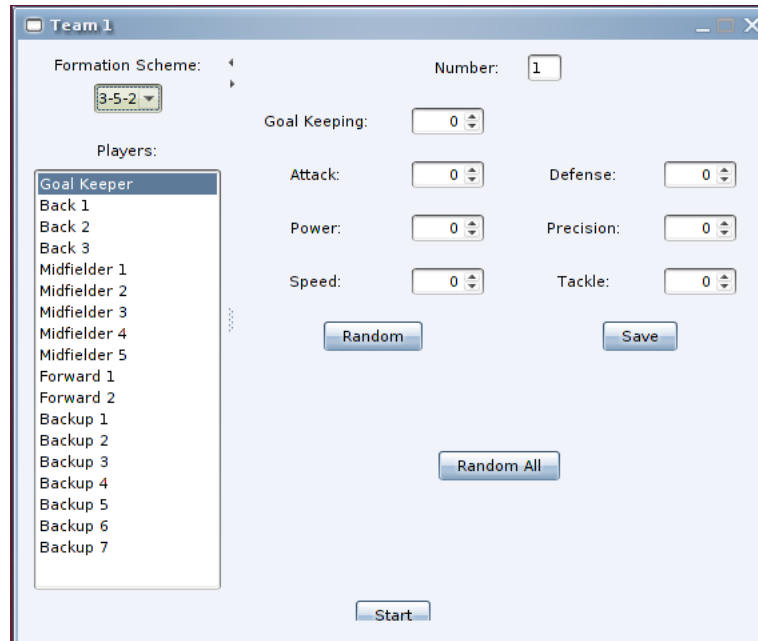 Team 1
Formation Scheme:
3-5-2
Players:
Goal Keeper
Back 1
Back 2
Back 3
Midfielder 1
Midfielder 2
Midfielder 3
Midfielder 4
Midfielder 5
Forward 1
Forward 2
Backup 1
Backup 2
Backup 3
Backup 4
Backup 5
Backup 6
Backup 7
Number: 1
Goal Keeping: 0
Attack: 0 Defense: 0
Power: 0 Precision: 0
Speed: 0 Tackle: 0
Random Save
Random All
Start